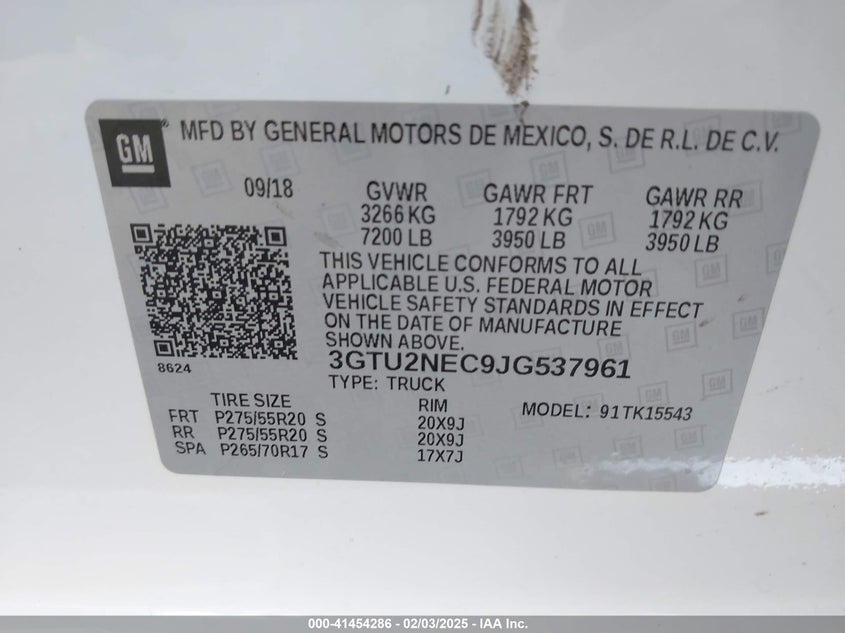 GM® MFD BY GENERAL MOTORS DE MEXICO, S. DE R.L. DE C.V.
09/18 GVWR GAWR FRT GAWR RR
3266 KG 1792 KG 1792 KG
7200 LB 3950 LB 3950 LB
THIS VEHICLE CONFORMS TO ALL
APPLICABLE U.S. FEDERAL MOTOR
VEHICLE SAFETY STANDARDS IN EFFECT
ON THE DATE OF MANUFACTURE
SHOWN ABOVE.
8624
3GTU2NEC9JG537961
TYPE: TRUCK
TIRE SIZE RIM MODEL: 91TK15543
FRT P275/55R20 S 20X9J
RR P275/55R20 S 20X9J
SPA P265/70R17 S 17X7J
000-41454286 - 02/03/2025 - IAA Inc.